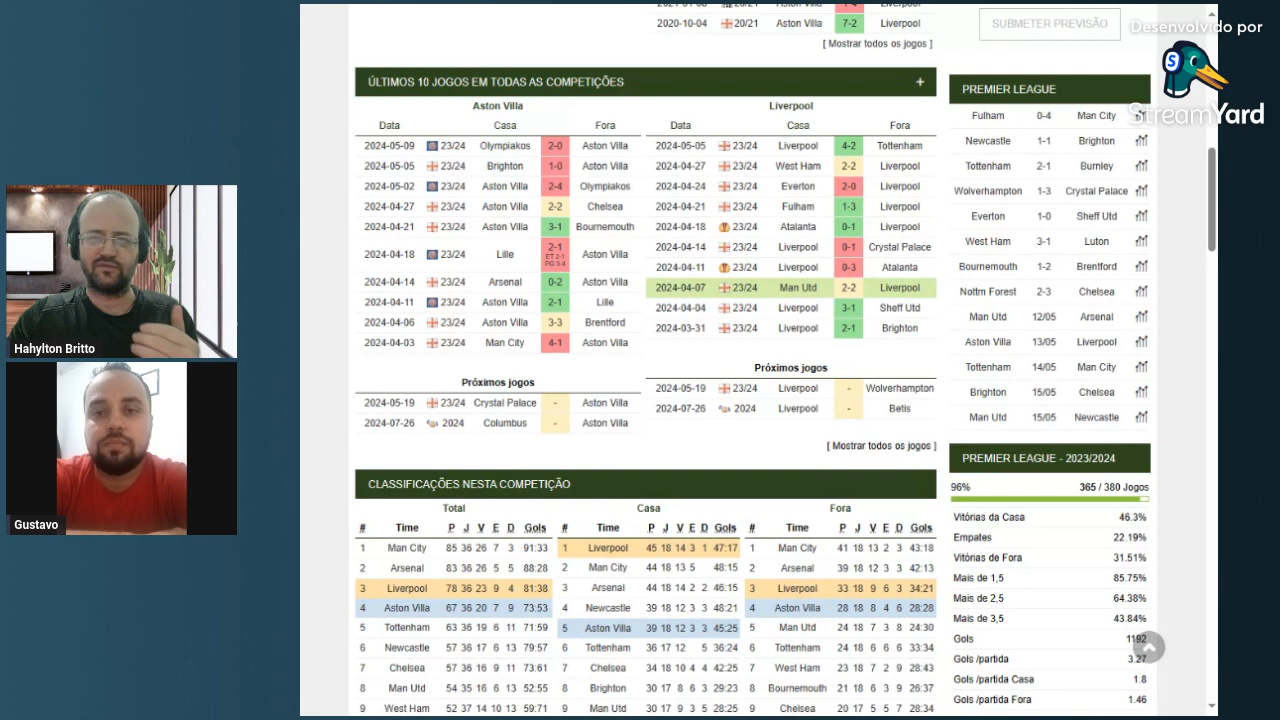 20/21 Aston Villa Liverpool
2020-10-04 20/21 Aston Villa 7-2 Liverpool
[ Mostrar todos os jogos ]
SUBMETER PREVISÃO
Desenvolvido por
StreamYard
ÚLTIMOS 10 JOGOS EM TODAS AS COMPETIÇÕES +
Aston Villa
Data Casa Fora
2024-05-09 23/24 Olympiakos 2-0 Aston Villa
2024-05-05 23/24 Brighton 1-0 Aston Villa
2024-05-02 23/24 Aston Villa 2-4 Olympiakos
2024-04-27 23/24 Aston Villa 2-2 Chelsea
2024-04-21 23/24 Aston Villa 3-1 Bournemouth
2024-04-18 23/24 Lille 2-1 Aston Villa
ET 2-1
PG 3-4
2024-04-14 23/24 Arsenal 0-2 Aston Villa
2024-04-11 23/24 Aston Villa 2-1 Lille
2024-04-06 23/24 Aston Villa 3-3 Brentford
2024-04-03 23/24 Man City 4-1 Aston Villa
Próximos jogos
2024-05-19 23/24 Crystal Palace - Aston Villa
2024-07-26 2024 Columbus - Aston Villa
Liverpool
Data Casa Fora
2024-05-05 23/24 Liverpool 4-2 Tottenham
2024-04-27 23/24 West Ham 2-2 Liverpool
2024-04-24 23/24 Everton 2-0 Liverpool
2024-04-21 23/24 Fulham 1-3 Liverpool
2024-04-18 23/24 Atalanta 0-1 Liverpool
2024-04-14 23/24 Liverpool 0-1 Crystal Palace
2024-04-11 23/24 Liverpool 0-3 Atalanta
2024-04-07 23/24 Man Utd 2-2 Liverpool
2024-04-04 23/24 Liverpool 3-1 Sheff Utd
2024-03-31 23/24 Liverpool 2-1 Brighton
Próximos jogos
2024-05-19 23/24 Liverpool - Wolverhampton
2024-07-26 2024 Liverpool - Betis
[ Mostrar todos os jogos ]
PREMIER LEAGUE
Fulham 0-4 Man City
Newcastle 1-1 Brighton
Tottenham 2-1 Burnley
Wolverhampton 1-3 Crystal Palace
Everton 1-0 Sheff Utd
West Ham 3-1 Luton
Bournemouth 1-2 Brentford
Nottm Forest 2-3 Chelsea
Man Utd 12/05 Arsenal
Aston Villa 13/05 Liverpool
Tottenham 14/05 Man City
Brighton 15/05 Chelsea
Man Utd 15/05 Newcastle
Hahylton Britto
Gustavo
CLASSIFICAÇÕES NESTA COMPETIÇÃO
Total
# Time P J V E D Gols
1 Man City 85 36 26 7 3 91:33
2 Arsenal 83 36 26 5 5 88:28
3 Liverpool 78 36 23 9 4 81:38
4 Aston Villa 67 36 20 7 9 73:53
5 Tottenham 63 36 19 6 11 71:59
6 Newcastle 57 36 17 6 13 79:57
7 Chelsea 57 36 16 9 11 73:61
8 Man Utd 54 35 16 6 13 52:55
9 West Ham 52 37 14 10 13 59:71
Casa
# Time P J V E D Gols
1 Liverpool 45 18 14 3 1 47:17
2 Man City 44 18 13 5 48:15
3 Arsenal 44 18 14 2 2 46:15
4 Newcastle 39 18 12 3 3 48:21
5 Aston Villa 39 18 12 3 3 45:25
6 Tottenham 36 17 12 5 36:24
7 Chelsea 34 18 10 4 4 42:25
8 Brighton 30 17 8 6 3 29:23
9 Man Utd 30 17 9 3 5 28:25
Fora
# Time P J V E D Gols
1 Man City 41 18 13 2 3 43:18
2 Arsenal 39 18 12 3 3 42:13
3 Liverpool 33 18 9 6 3 34:21
4 Aston Villa 28 18 8 4 6 28:28
5 Man Utd 24 18 7 3 8 24:30
6 Tottenham 24 18 6 6 6 33:34
7 West Ham 23 18 7 2 9 28:43
8 Bournemouth 21 18 6 3 9 26:37
9 Chelsea 20 17 5 5 7 28:34
PREMIER LEAGUE - 2023/2024
96% 365 / 380 Jogos
Vitórias da Casa 46.3%
Empates 22.19%
Vitórias de Fora 31.51%
Mais de 1,5 85.75%
Mais de 2,5 64.38%
Mais de 3,5 43.84%
Gols 1192
Gols /partida 3.27
Gols /partida Casa 1.8
Gols /partida Fora 1.46